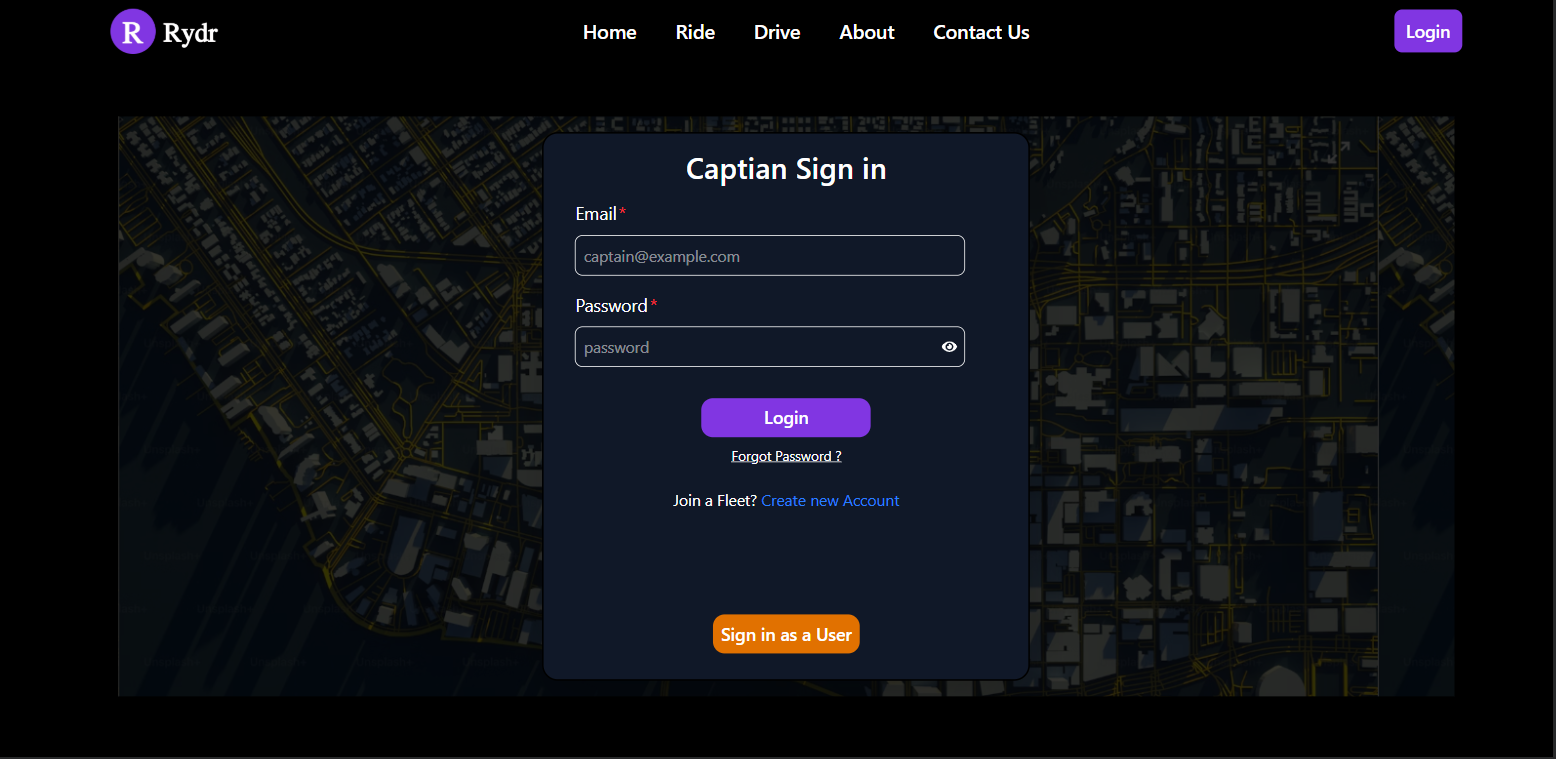 R Rydr
Home Ride Drive About Contact Us
Login
Captian Sign in
Email*
captain@example.com
Password*
password
Login
Forgot Password ?
Join a Fleet? Create new Account
Sign in as a User